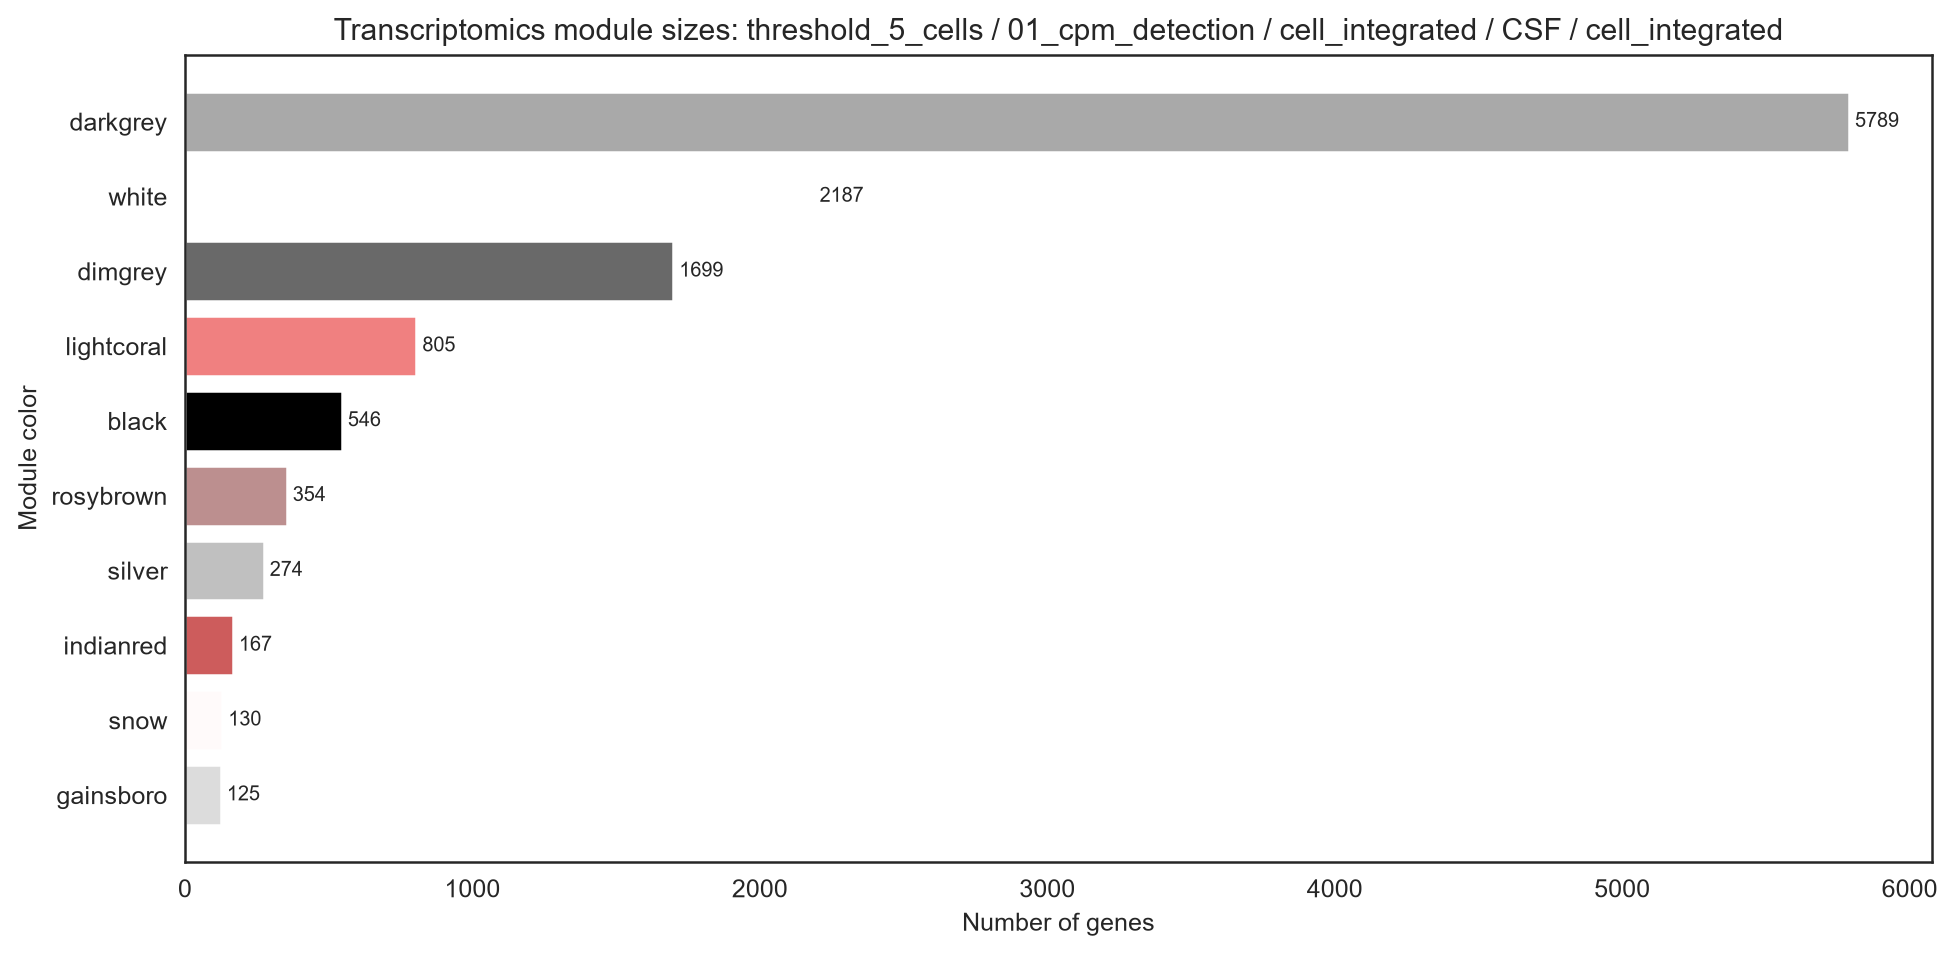 Transcriptomics module sizes: threshold_5_cells / 01_cpm_detection / cell_integrated / CSF / cell_integrated
Module color
darkgrey 5789
white 2187
dimgrey 1699
lightcoral 805
black 546
rosybrown 354
silver 274
indianred 167
snow 130
gainsboro 125
0 1000 2000 3000 4000 5000 6000
Number of genes